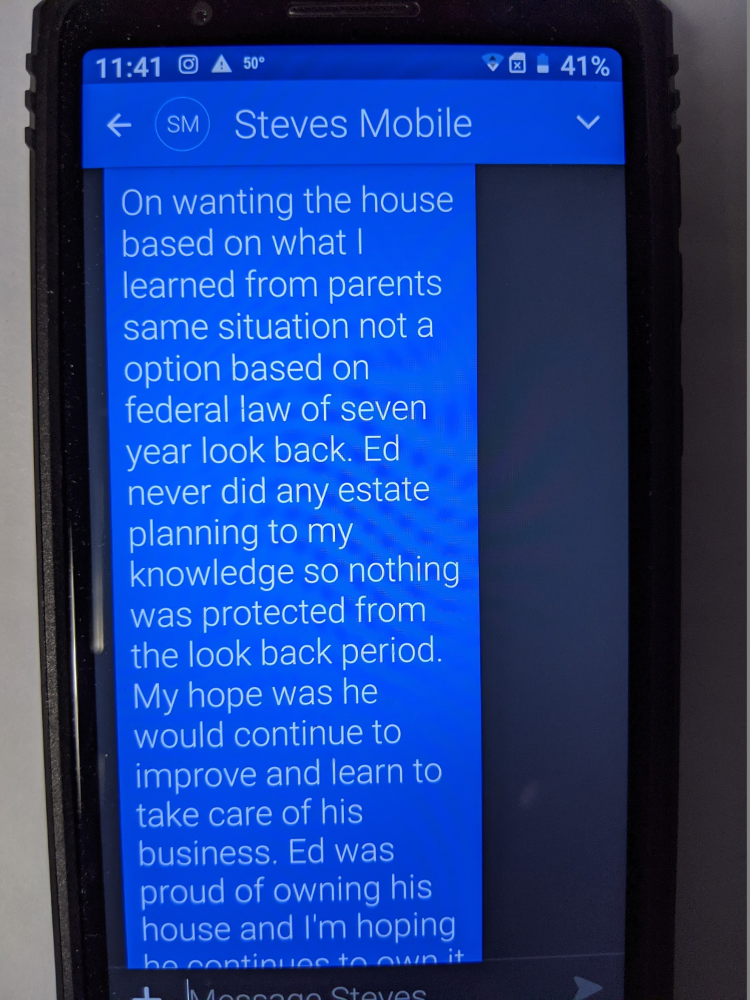 11:41 50° 41%
SM Steves Mobile
On wanting the house
based on what I
learned from parents
same situation not a
option based on
federal law of seven
year look back. Ed
never did any estate
planning to my
knowledge so nothing
was protected from
the look back period.
My hope was he
would continue to
improve and learn to
take care of his
business. Ed was
proud of owning his
house and I'm hoping
he continues to own it
Message Steves